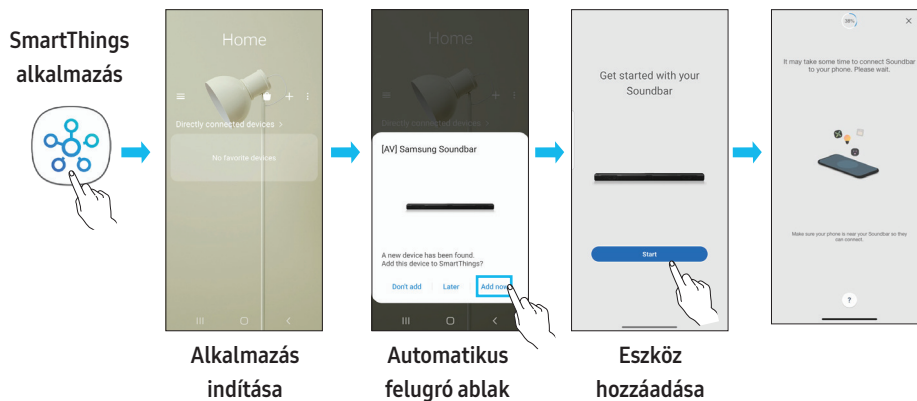 SmartThings
alkalmazás
Home
Directly connected devices >
No favorite devices
Alkalmazás
indítása
Home
Directly connected devices >
[AV] Samsung Soundbar
A new device has been found.
Add this device to SmartThings?
Don't add Later Add now
Automatikus
felugró ablak
Get started with your
Soundbar
Start
Eszköz
hozzáadása
38%
It may take some time to connect Soundbar
to your phone. Please wait.
Make sure your phone is near your Soundbar so they
can connect.
?